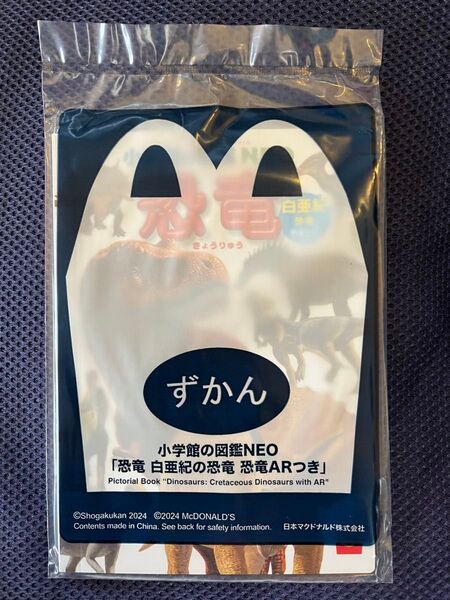 NEO
恐竜
白亜紀
きょうりゅう
ずかん
小学館の図鑑NEO
「恐竜 白亜紀の恐竜 恐竜ARつき」
Pictorial Book "Dinosaurs: Cretaceous Dinosaurs with AR"
©Shogakukan 2024 ©2024 McDONALD'S
Contents made in China. See back for safety information.
日本マクドナルド株式会社